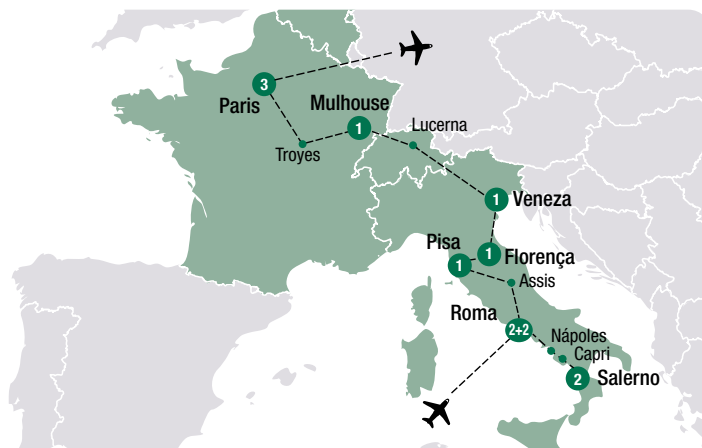 3
Paris
Mulhouse
1
Troyes
Lucerna
1
Veneza
Pisa
1
1
Florença
Assis
Roma
2+2
Nápoles
Capri
2
Salerno